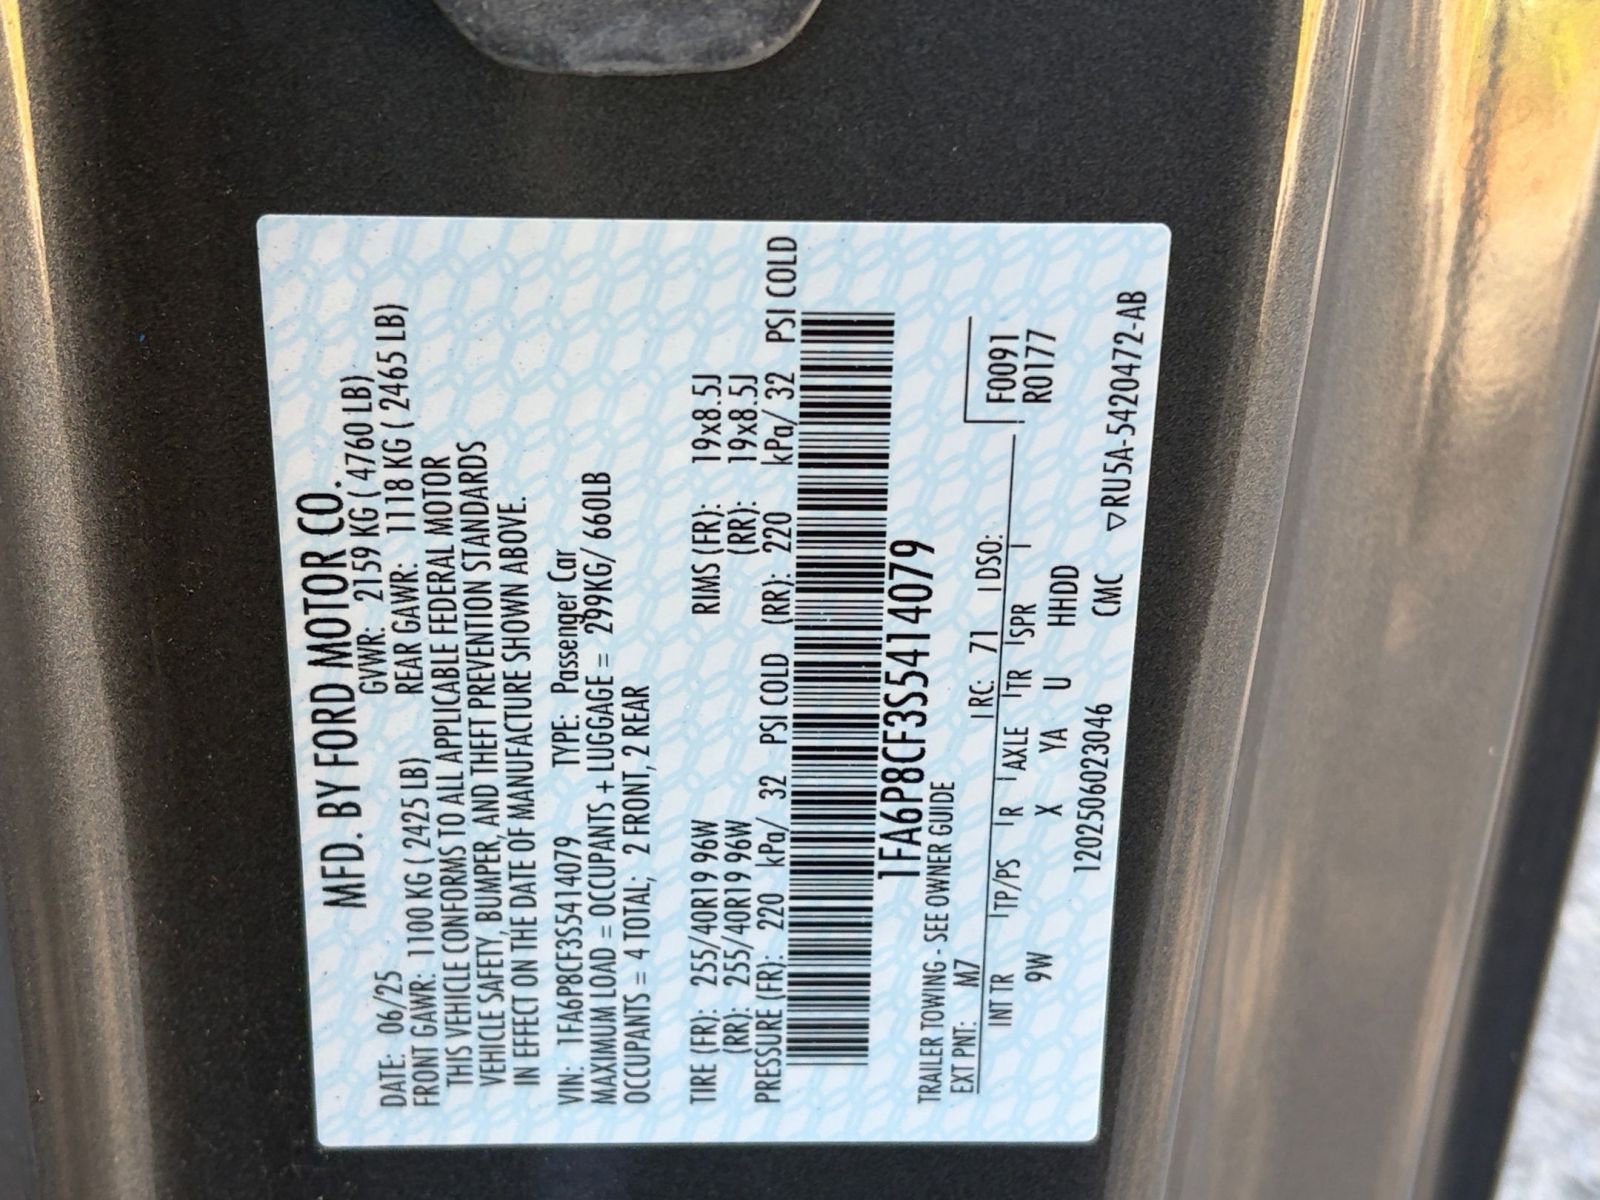 MFD. BY FORD MOTOR CO.
DATE: 06/25 GVWR: 2159 KG ( 4760 LB)
FRONT GAWR: 1100 KG ( 2425 LB) REAR GAWR: 1118 KG ( 2465 LB)
THIS VEHICLE CONFORMS TO ALL APPLICABLE FEDERAL MOTOR
VEHICLE SAFETY, BUMPER, AND THEFT PREVENTION STANDARDS
IN EFFECT ON THE DATE OF MANUFACTURE SHOWN ABOVE.
VIN: 1FA6P8CF3S5414079 TYPE: Passenger Car
MAXIMUM LOAD = OCCUPANTS + LUGGAGE = 299KG/ 660LB
OCCUPANTS = 4 TOTAL; 2 FRONT, 2 REAR
TIRE (FR): 255/40R19 96W RIMS (FR): 19x8.5J
(RR): 255/40R19 96W (RR): 19x8.5J
PRESSURE (FR): 220 kPa/ 32 PSI COLD (RR): 220 kPa/ 32 PSI COLD
1FA6P8CF3S5414079
TRAILER TOWING - SEE OWNER GUIDE
EXT PNT: M7 RC: 71 DSO: F0091
R0177
INT TR TP/PS R AXLE TR SPR
9W X YA U HHDD
12025060223046 CMC ▽RU5A-5420472-AB